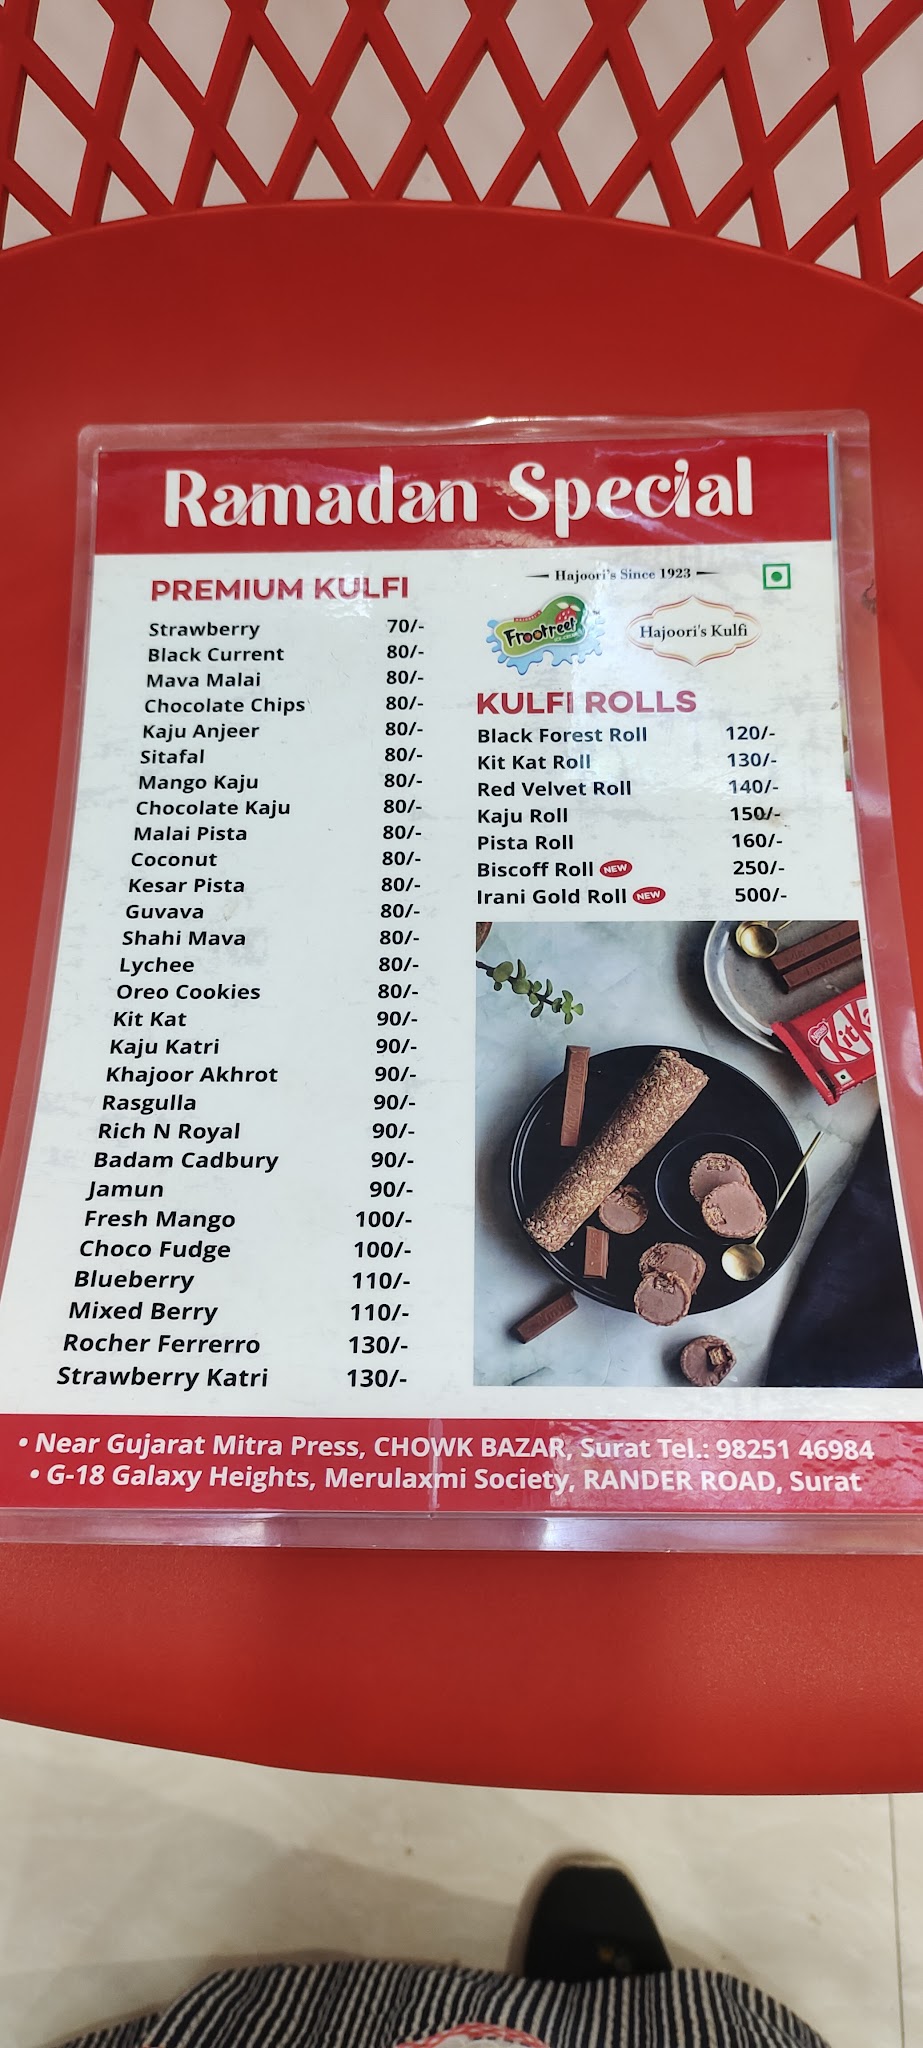 Ramadan Special
PREMIUM KULFI
Strawberry 70/-
Black Current 80/-
Mava Malai 80/-
Chocolate Chips 80/-
Kaju Anjeer 80/-
Sitafal 80/-
Mango Kaju 80/-
Chocolate Kaju 80/-
Malai Pista 80/-
Coconut 80/-
Kesar Pista 80/-
Guvava 80/-
Shahi Mava 80/-
Lychee 80/-
Oreo Cookies 80/-
Kit Kat 90/-
Kaju Katri 90/-
Khajoor Akhrot 90/-
Rasgulla 90/-
Rich N Royal 90/-
Badam Cadbury 90/-
Jamun 90/-
Fresh Mango 100/-
Choco Fudge 100/-
Blueberry 110/-
Mixed Berry 110/-
Rocher Ferrerro 130/-
Strawberry Katri 130/-
Hajoori's Since 1923
Frootreet
Hajoori's Kulfi
KULFI ROLLS
Black Forest Roll 120/-
Kit Kat Roll 130/-
Red Velvet Roll 140/-
Kaju Roll 150/-
Pista Roll 160/-
Biscoff Roll NEW 250/-
Irani Gold Roll NEW 500/-
• Near Gujarat Mitra Press, CHOWK BAZAR, Surat Tel.: 98251 46984
• G-18 Galaxy Heights, Merulaxmi Society, RANDER ROAD, Surat